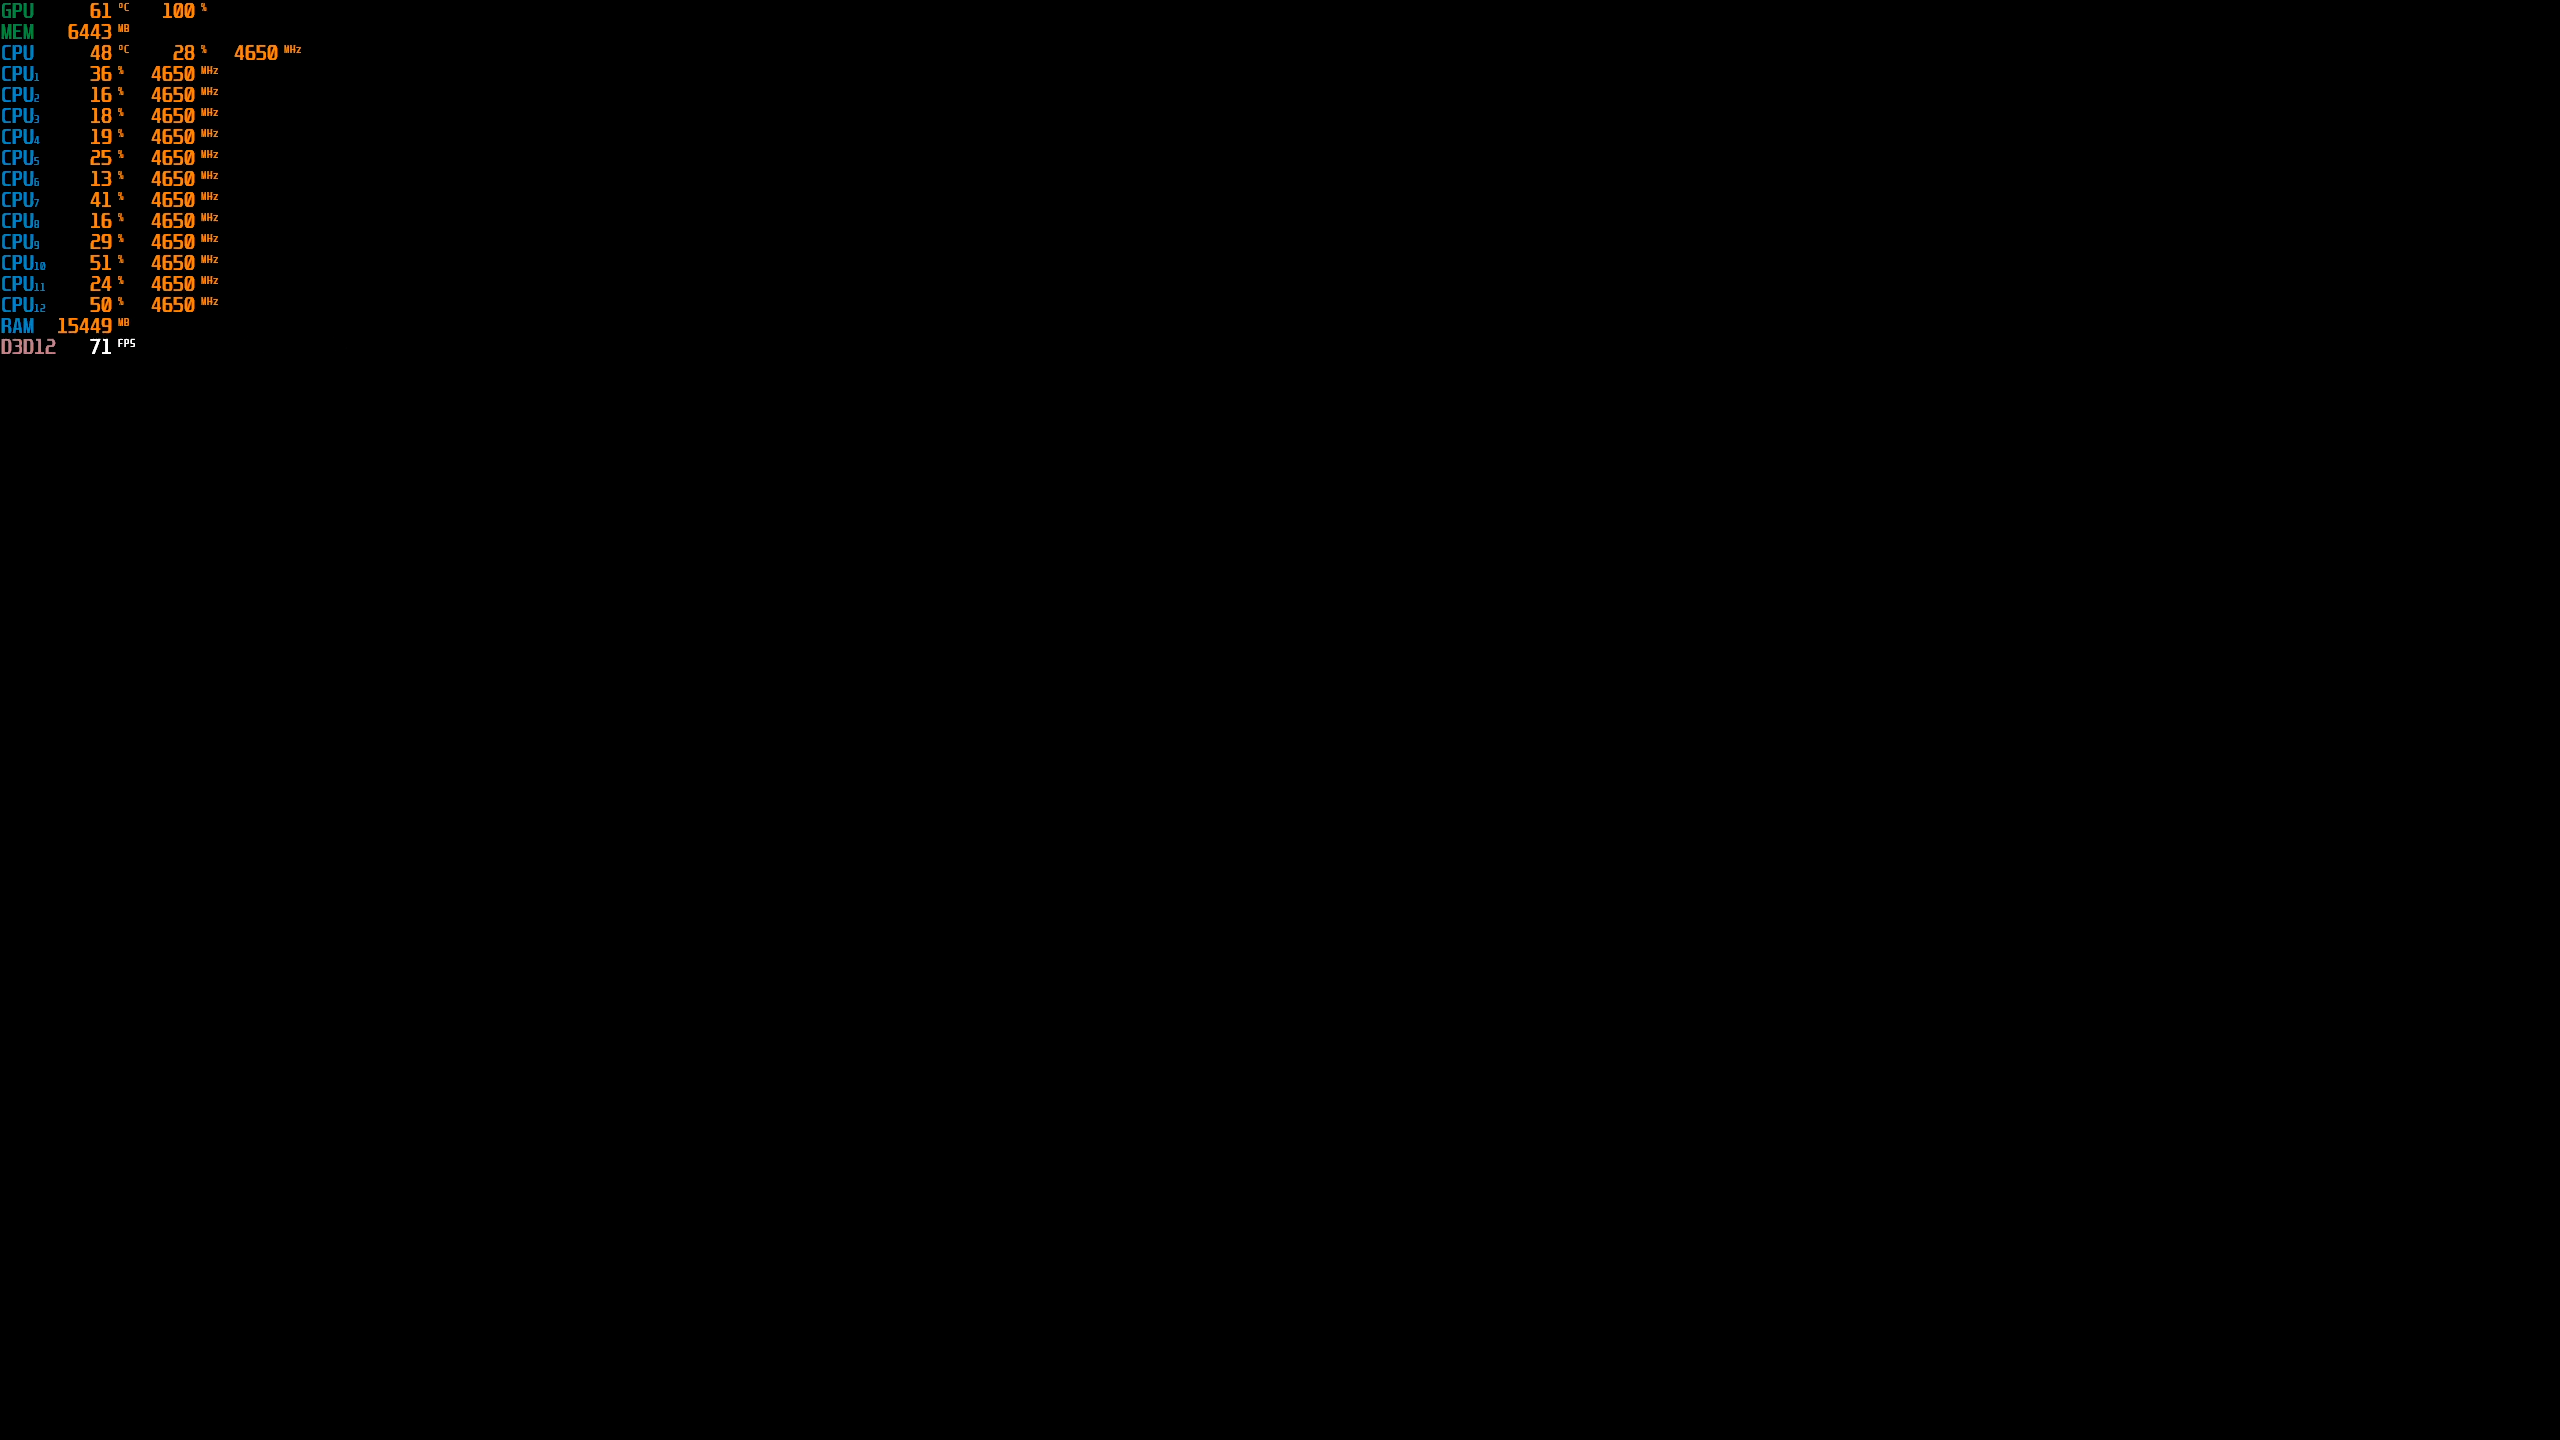 GPU 61 °C 100 %
MEM 6443 MB
CPU 48 °C 28 % 4650 MHz
CPU1 36 % 4650 MHz
CPU2 16 % 4650 MHz
CPU3 18 % 4650 MHz
CPU4 19 % 4650 MHz
CPU5 25 % 4650 MHz
CPU6 13 % 4650 MHz
CPU7 41 % 4650 MHz
CPU8 16 % 4650 MHz
CPU9 29 % 4650 MHz
CPU10 51 % 4650 MHz
CPU11 24 % 4650 MHz
CPU12 50 % 4650 MHz
RAM 15449 MB
D3D12 71 FPS